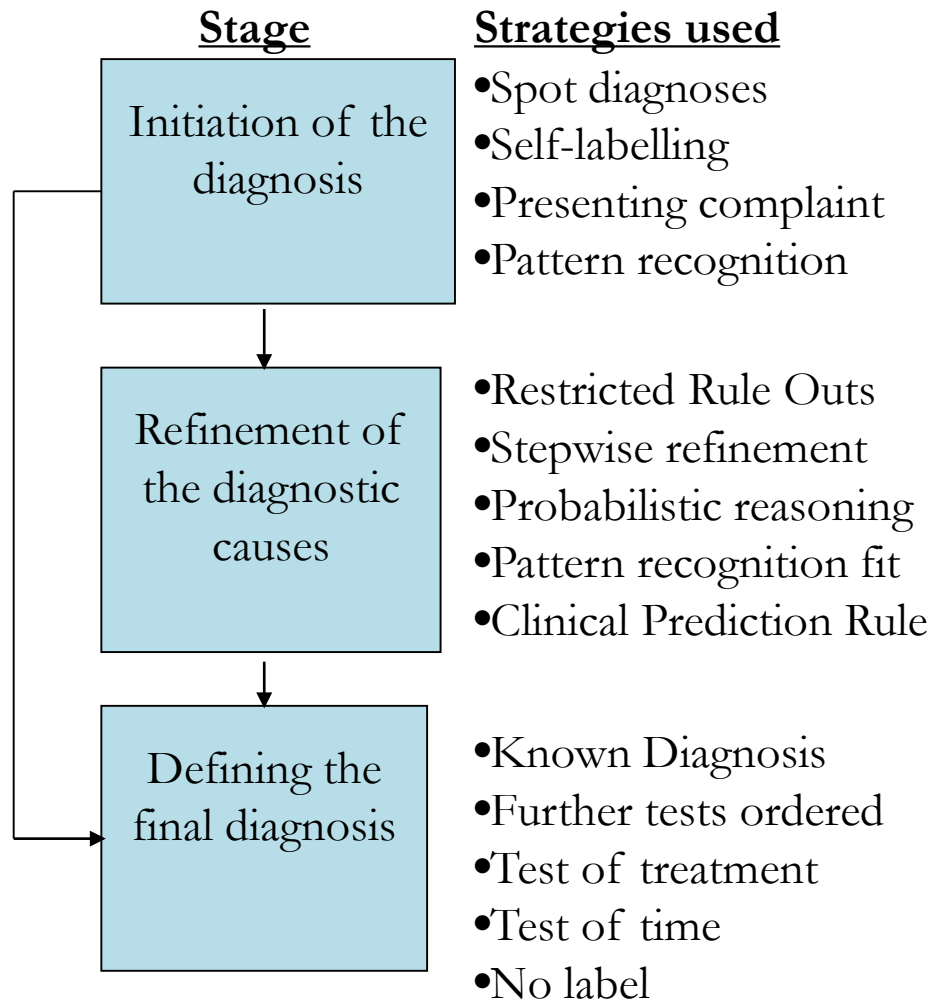 Stage
Strategies used
Initiation of the
diagnosis
•Spot diagnoses
•Self-labelling
•Presenting complaint
•Pattern recognition
Refinement of
the diagnostic
causes
•Restricted Rule Outs
•Stepwise refinement
•Probabilistic reasoning
•Pattern recognition fit
•Clinical Prediction Rule
Defining the
final diagnosis
•Known Diagnosis
•Further tests ordered
•Test of treatment
•Test of time
•No label